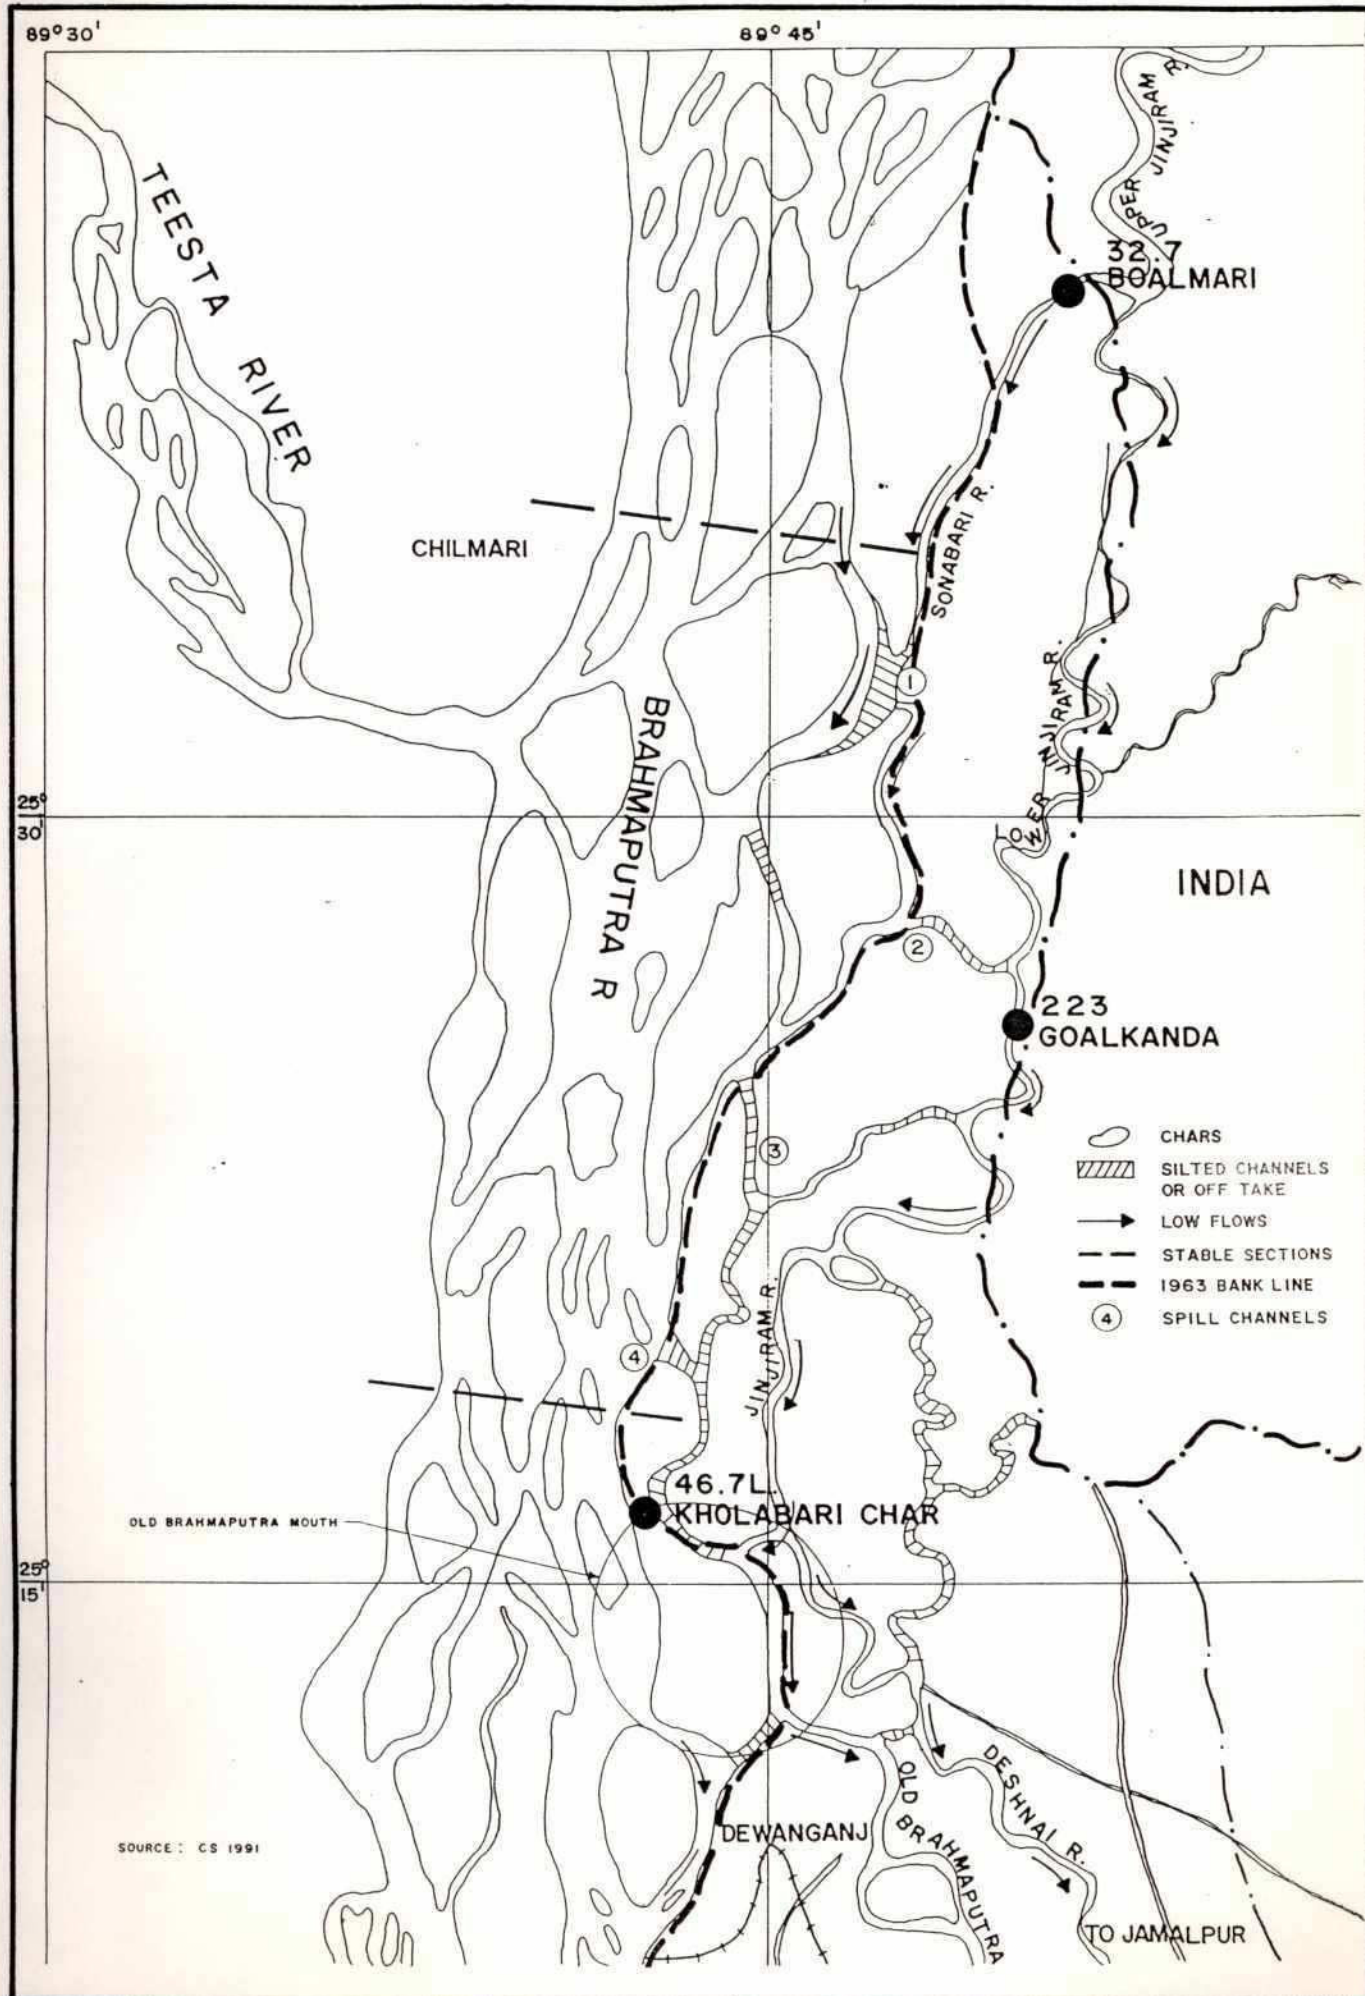 89° 30'
89° 45'
UPPER JINJIRAM R.
TEESTA RIVER
32.7
BOALMARI
CHILMARI
SONABARI R.
1
BRAHMAPUTRA R
LOWER JINJIRAM R.
25°
30'
INDIA
2
223
GOALKANDA
3
CHARS
SILTED CHANNELS
OR OFF TAKE
LOW FLOWS
STABLE SECTIONS
1963 BANK LINE
4 SPILL CHANNELS
JINJIRAM R.
4
46.7L.
KHOLABARI CHAR
OLD BRAHMAPUTRA MOUTH
25°
15'
OLD BRAHMAPUTRA
DESHNAI R.
DEWANGANJ
SOURCE : CS 1991
TO JAMALPUR